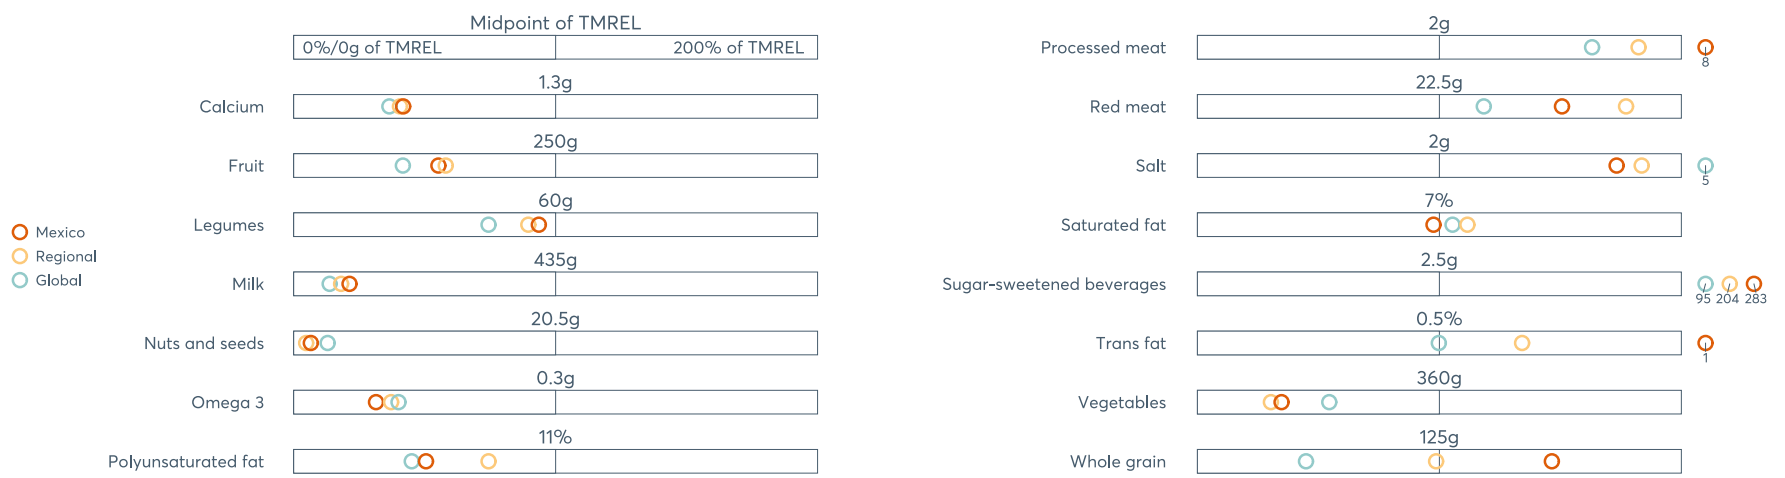 Midpoint of TMREL
0%/0g of TMREL 200% of TMREL
1.3g
Calcium
250g
Fruit
60g
Legumes
435g
Milk
20.5g
Nuts and seeds
0.3g
Omega 3
11%
Polyunsaturated fat
Mexico
Regional
Global
2g
Processed meat
8
22.5g
Red meat
2g
Salt
5
7%
Saturated fat
2.5g
Sugar-sweetened beverages
95 204 283
0.5%
Trans fat
1
360g
Vegetables
125g
Whole grain